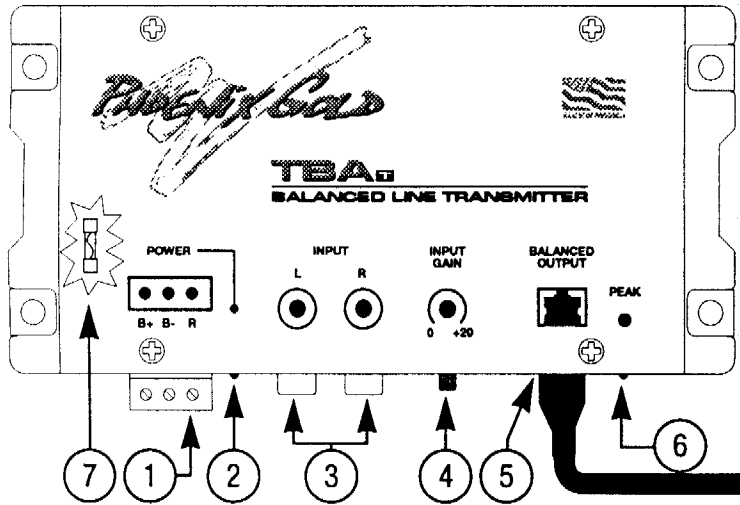 PHOENIX GOLD
TBA T
BALANCED LINE TRANSMITTER
POWER
INPUT
INPUT
GAIN
BALANCED
OUTPUT
L
R
PEAK
B+ B- R
0 +20
1
2
3
4
5
6
7